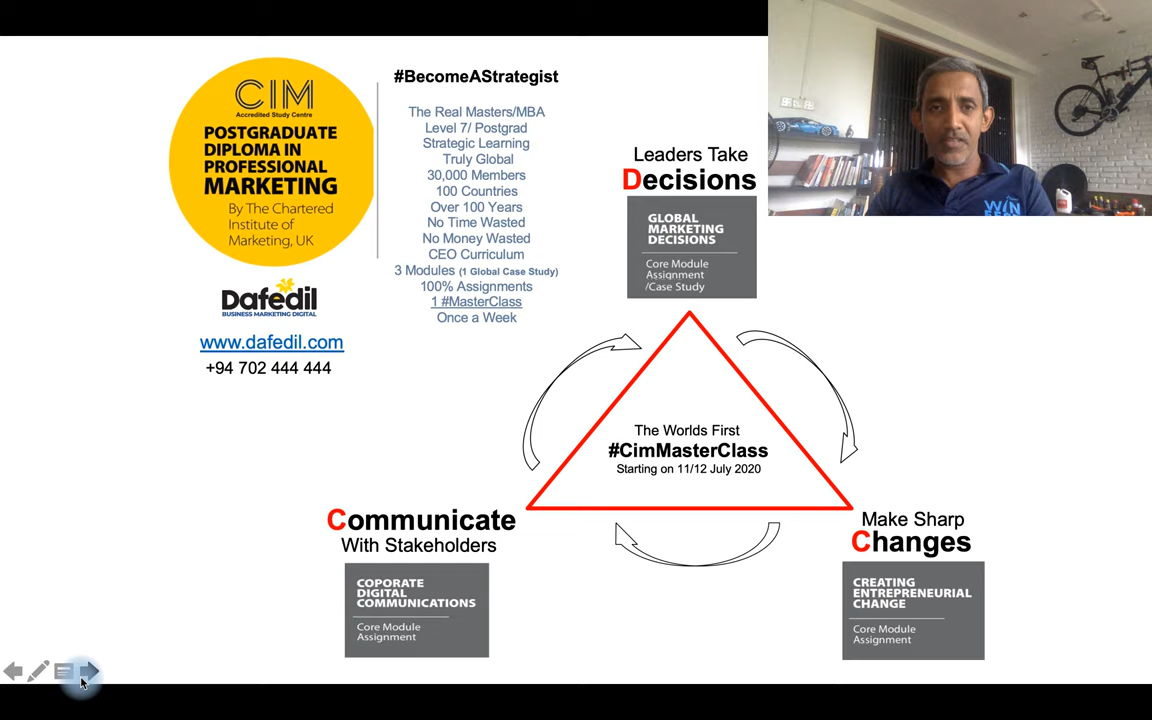 CIM
Accredited Study Centre
POSTGRADUATE
DIPLOMA IN
PROFESSIONAL
MARKETING
By The Chartered
Institute of
Marketing, UK
Dafedil
BUSINESS MARKETING DIGITAL
www.dafedil.com
+94 702 444 444
#BecomeAStrategist
The Real Masters/MBA
Level 7/ Postgrad
Strategic Learning
Truly Global
30,000 Members
100 Countries
Over 100 Years
No Time Wasted
No Money Wasted
CEO Curriculum
3 Modules (1 Global Case Study)
100% Assignments
1 #MasterClass
Once a Week
Leaders Take
Decisions
GLOBAL
MARKETING
DECISIONS
Core Module
Assignment
/Case Study
The Worlds First
#CimMasterClass
Starting on 11/12 July 2020
Communicate
With Stakeholders
COPORATE
DIGITAL
COMMUNICATIONS
Core Module
Assignment
Make Sharp
Changes
CREATING
ENTREPRENEURIAL
CHANGE
Core Module
Assignment